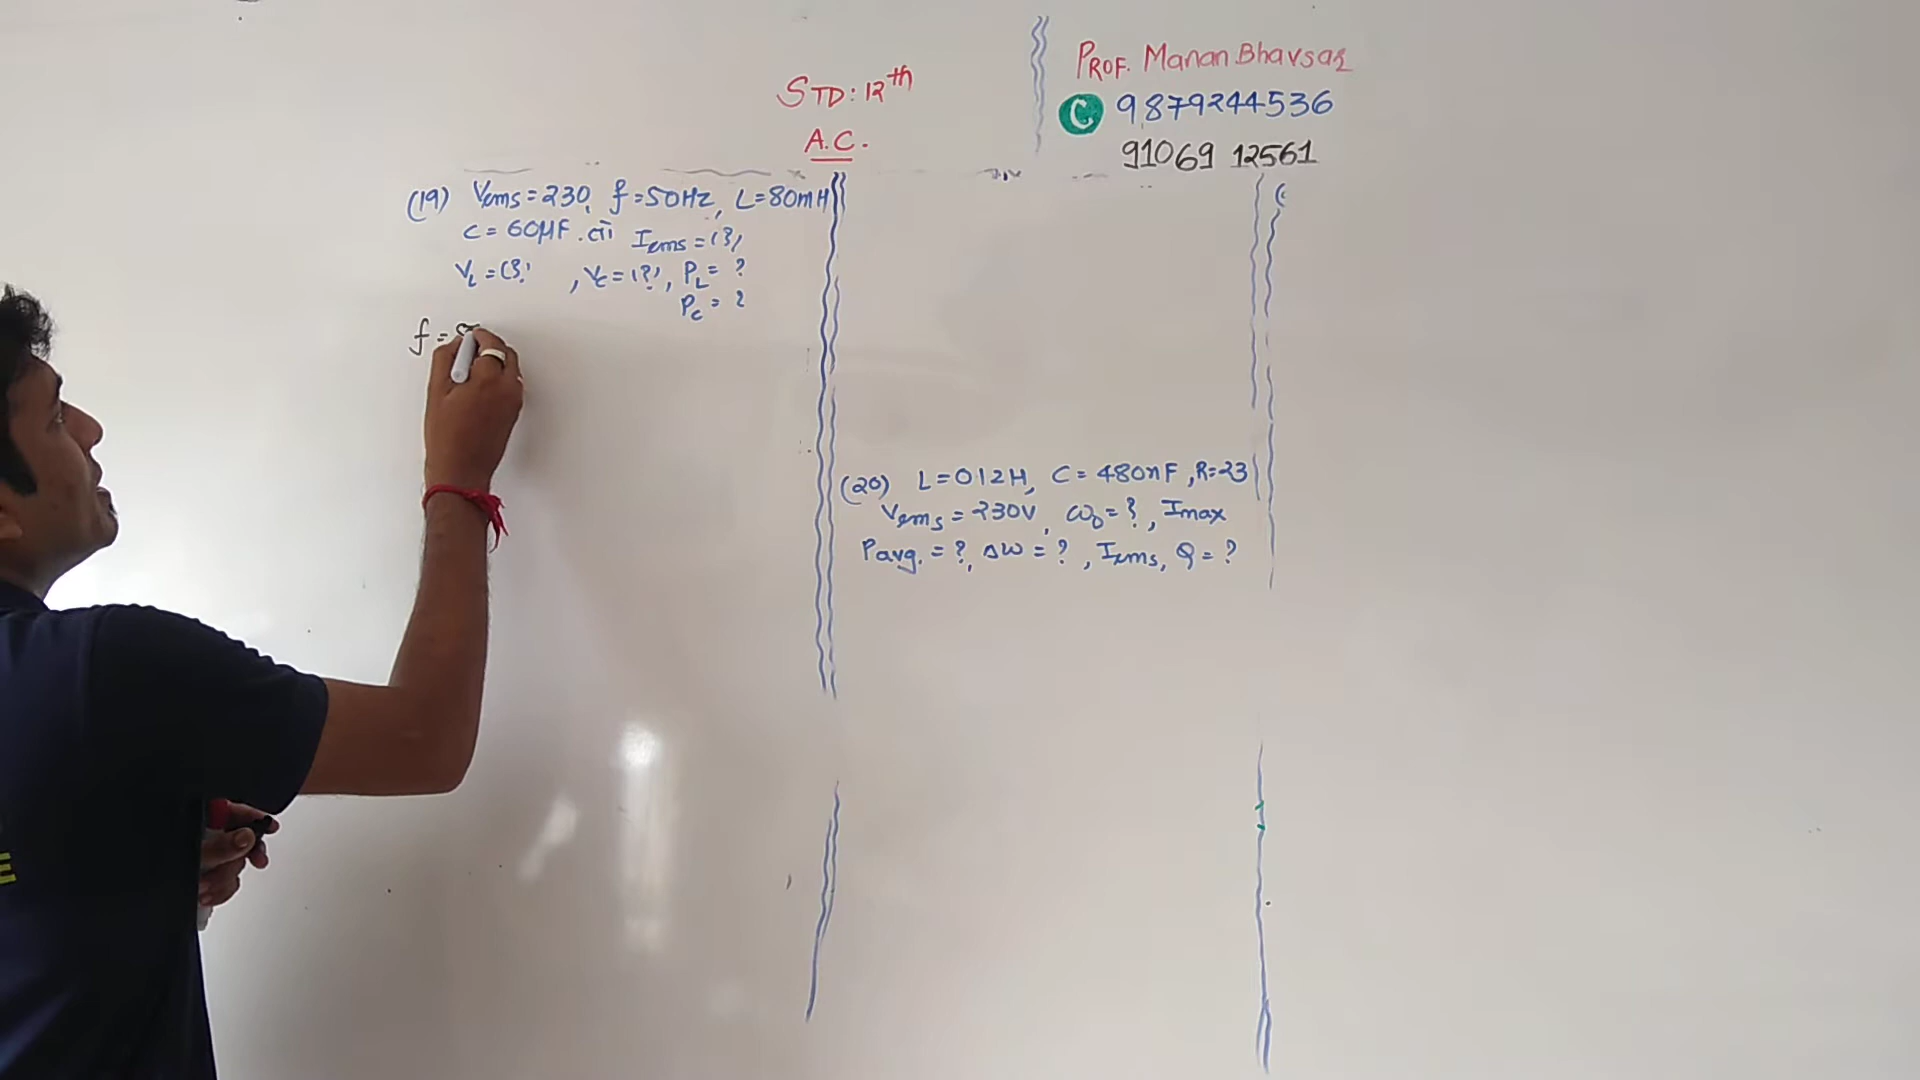 STD: 12th
A.C.
PROF. Manan Bhavsar
C 9879244536
91069 12561
(19) Vrms = 230, f = 50Hz, L = 80mH
C = 60μF. Irms = (?)
VL = (?), VC = (?), PL = ?
PC = ?
f =
(20) L = 0.12H, C = 480nF, R = 23
Vrms = 230V, ω0 = ?, Imax
Pavg. = ?, Δω = ?, Irms, Q = ?
E